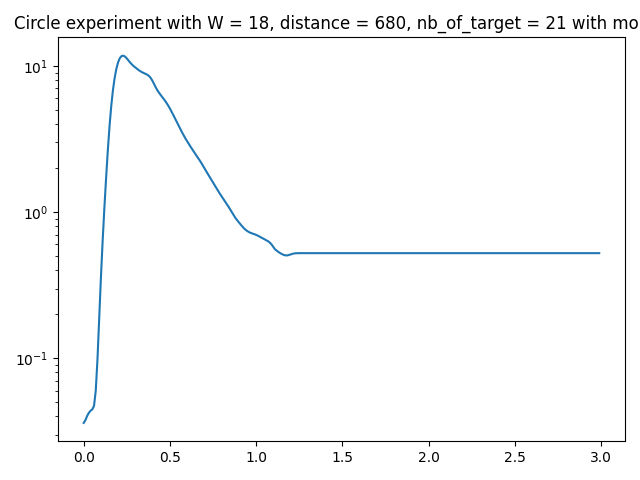 Circle experiment with W = 18, distance = 680, nb_of_target = 21 with mo
10¹
10⁰
10⁻¹
0.0 0.5 1.0 1.5 2.0 2.5 3.0